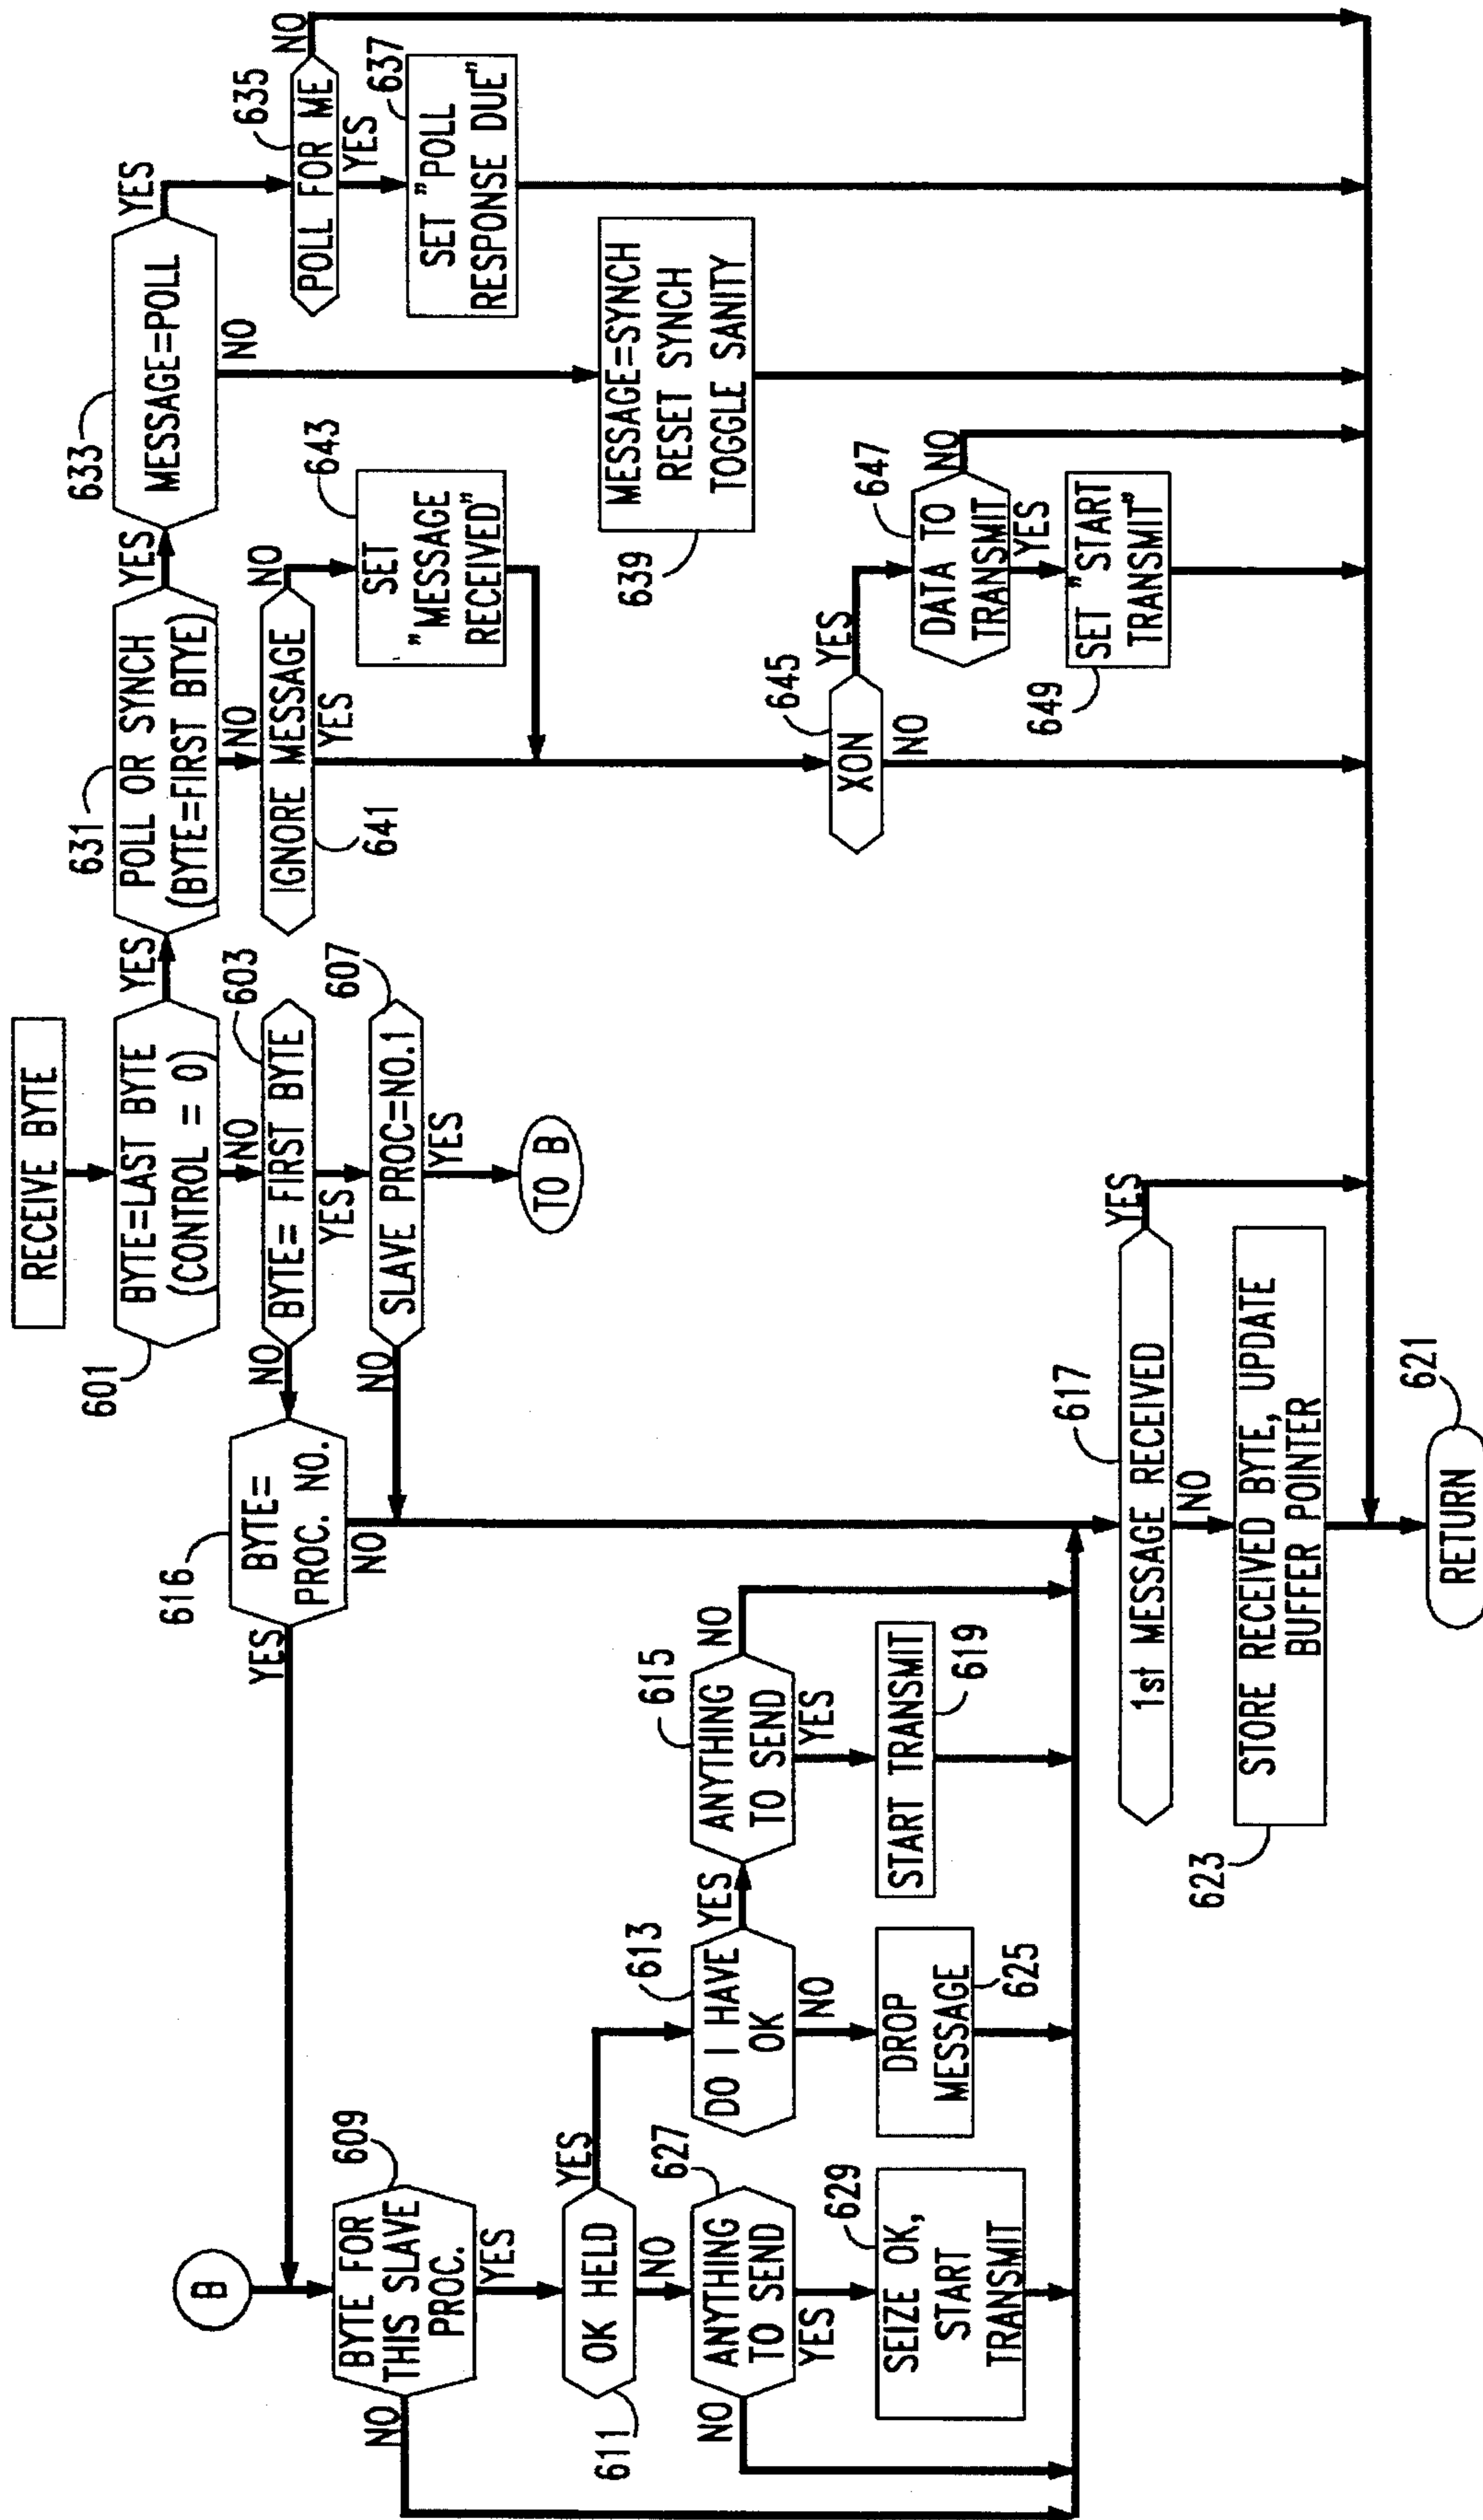 RECEIVE BYTE
601
BYTE=LAST BYTE
(CONTROL = 0)
YES
NO
603
BYTE= FIRST BYTE
NO
YES
607
SLAVE PROC=NO.1
NO
YES
TO B
631
POLL OR SYNCH
(BYTE=FIRST BTYE)
YES
NO
633
MESSAGE=POLL
YES
NO
635
POLL FOR ME
NO
YES
637
SET "POLL
RESPONSE DUE"
639
MESSAGE=SYNCH
RESET SYNCH
TOGGLE SANITY
641
IGNORE MESSAGE
NO
YES
643
SET
"MESSAGE
RECEIVED"
645
XON
YES
NO
647
DATA TO
TRANSMIT
NO
YES
649
SET "START
TRANSMIT"
616
BYTE=
PROC. NO.
YES
NO
B
609
BYTE FOR
THIS SLAVE
PROC.
NO
YES
611
OK HELD
YES
NO
613
DO I HAVE
OK
YES
NO
615
ANYTHING
TO SEND
NO
YES
619
START TRANSMIT
625
DROP
MESSAGE
627
ANYTHING
TO SEND
NO
YES
629
SEIZE OK,
START
TRANSMIT
617
1st MESSAGE RECEIVED
YES
NO
623
STORE RECEIVED BYTE, UPDATE
BUFFER POINTER
621
RETURN